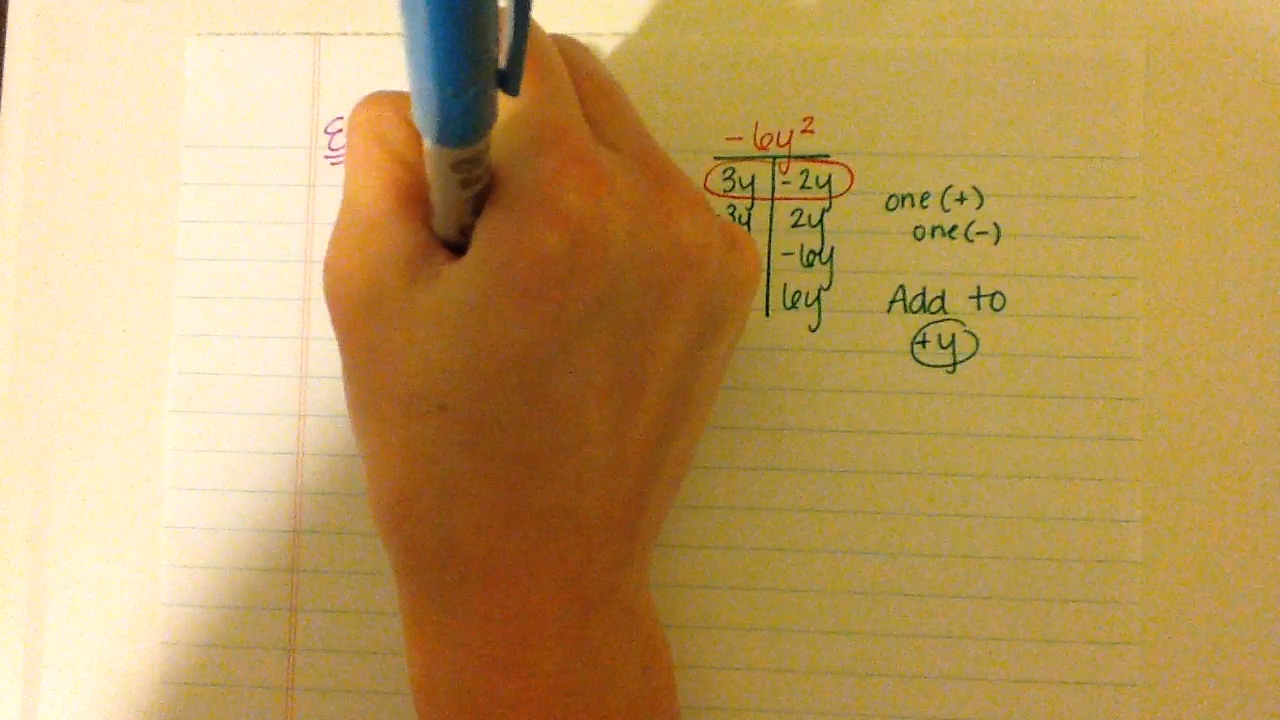 -6y²
3y -2y
-3y 2y
-6y
6y
one (+)
one (-)
Add to
+y